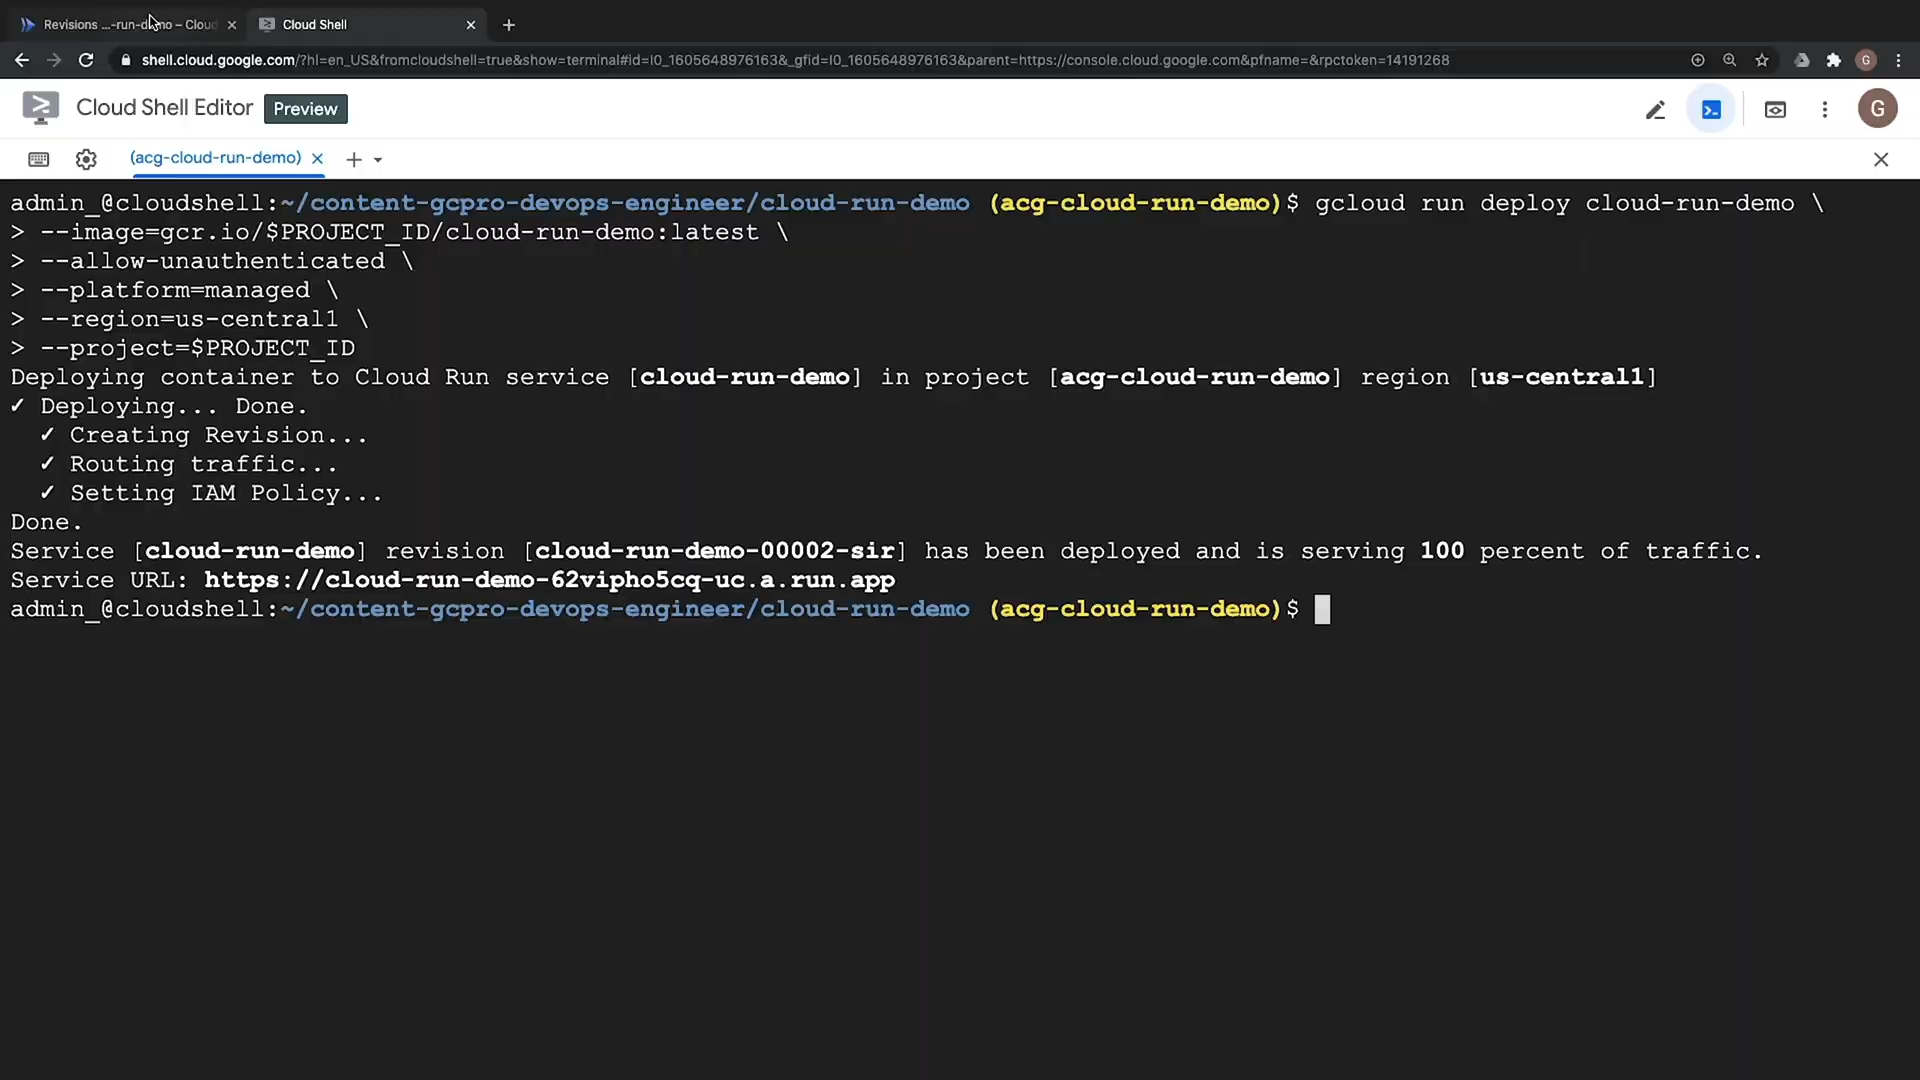 Revisions ...-run-demo – Cloud
Cloud Shell
shell.cloud.google.com/?hl=en_US&fromcloudshell=true&show=terminal#id=I0_1605648976163&_gfid=I0_1605648976163&parent=https://console.cloud.google.com&pfname=&rpctoken=14191268
G
Cloud Shell Editor Preview
G
(acg-cloud-run-demo)
admin_@cloudshell:~/content-gcpro-devops-engineer/cloud-run-demo (acg-cloud-run-demo)$ gcloud run deploy cloud-run-demo \
> --image=gcr.io/$PROJECT_ID/cloud-run-demo:latest \
> --allow-unauthenticated \
> --platform=managed \
> --region=us-central1 \
> --project=$PROJECT_ID
Deploying container to Cloud Run service [cloud-run-demo] in project [acg-cloud-run-demo] region [us-central1]
✓ Deploying... Done.
✓ Creating Revision...
✓ Routing traffic...
✓ Setting IAM Policy...
Done.
Service [cloud-run-demo] revision [cloud-run-demo-00002-sir] has been deployed and is serving 100 percent of traffic.
Service URL: https://cloud-run-demo-62vipho5cq-uc.a.run.app
admin_@cloudshell:~/content-gcpro-devops-engineer/cloud-run-demo (acg-cloud-run-demo)$